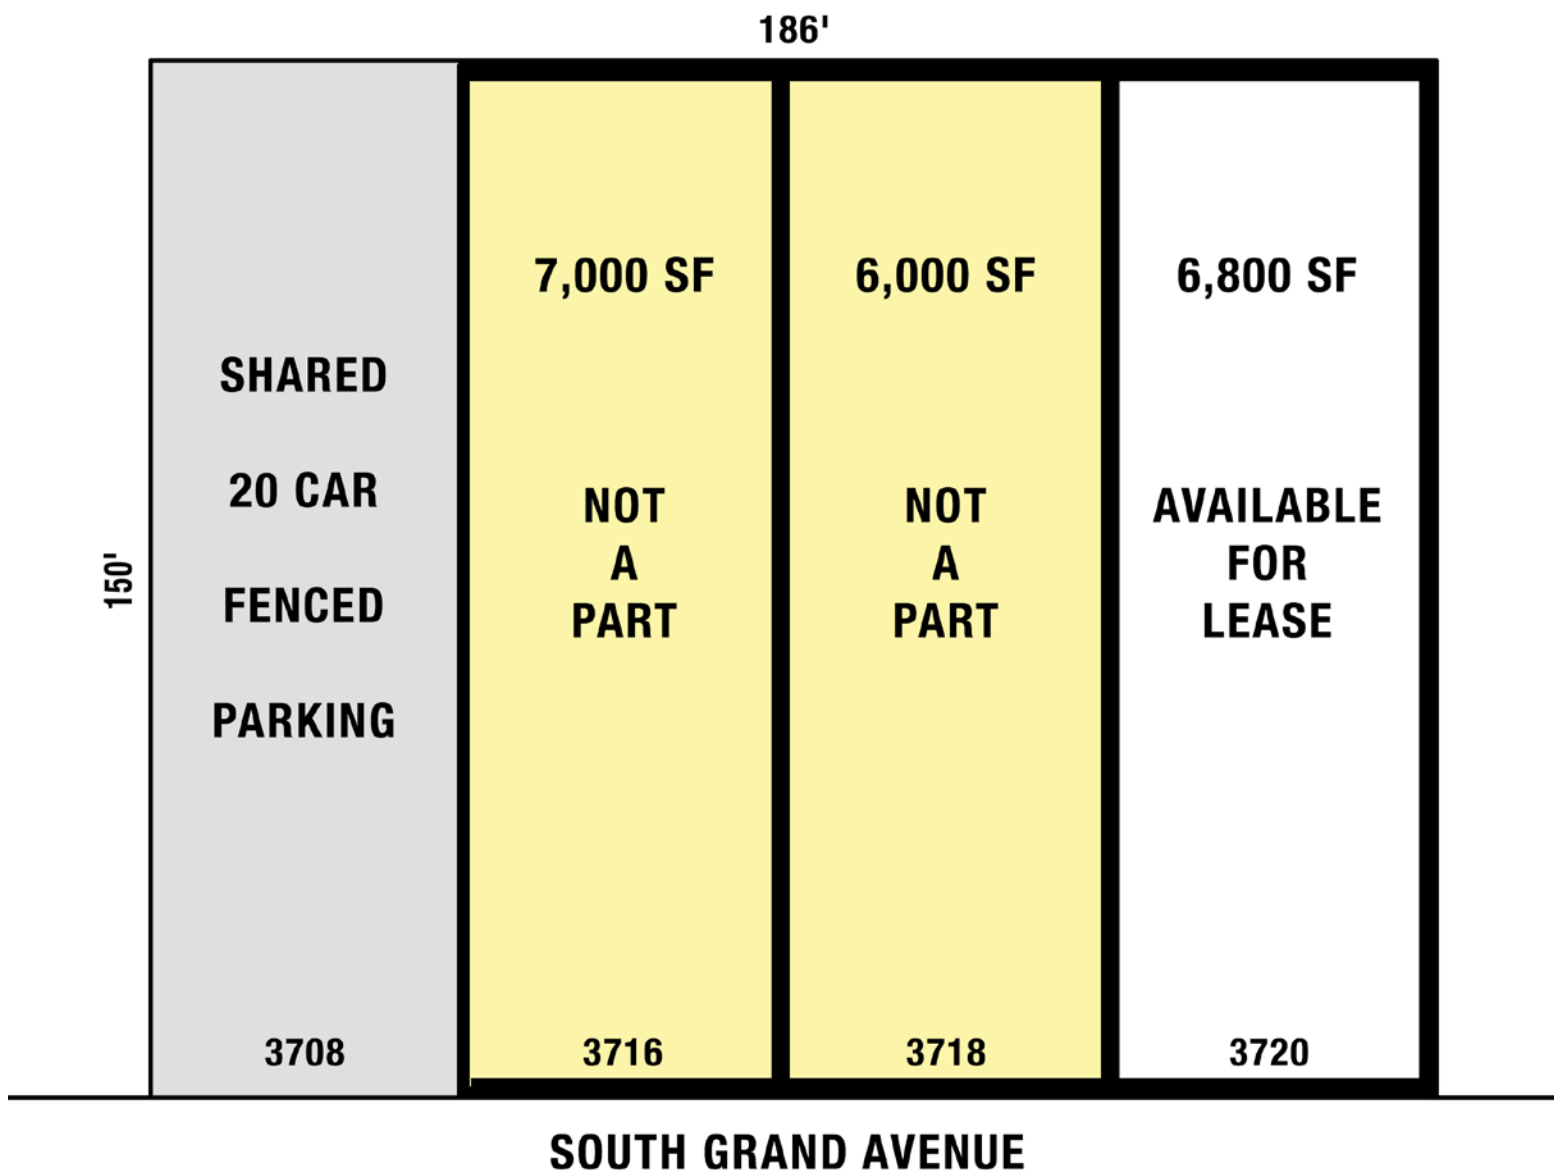 186'
150'
SHARED
20 CAR
FENCED
PARKING
3708
7,000 SF
NOT
A
PART
3716
6,000 SF
NOT
A
PART
3718
6,800 SF
AVAILABLE
FOR
LEASE
3720
SOUTH GRAND AVENUE